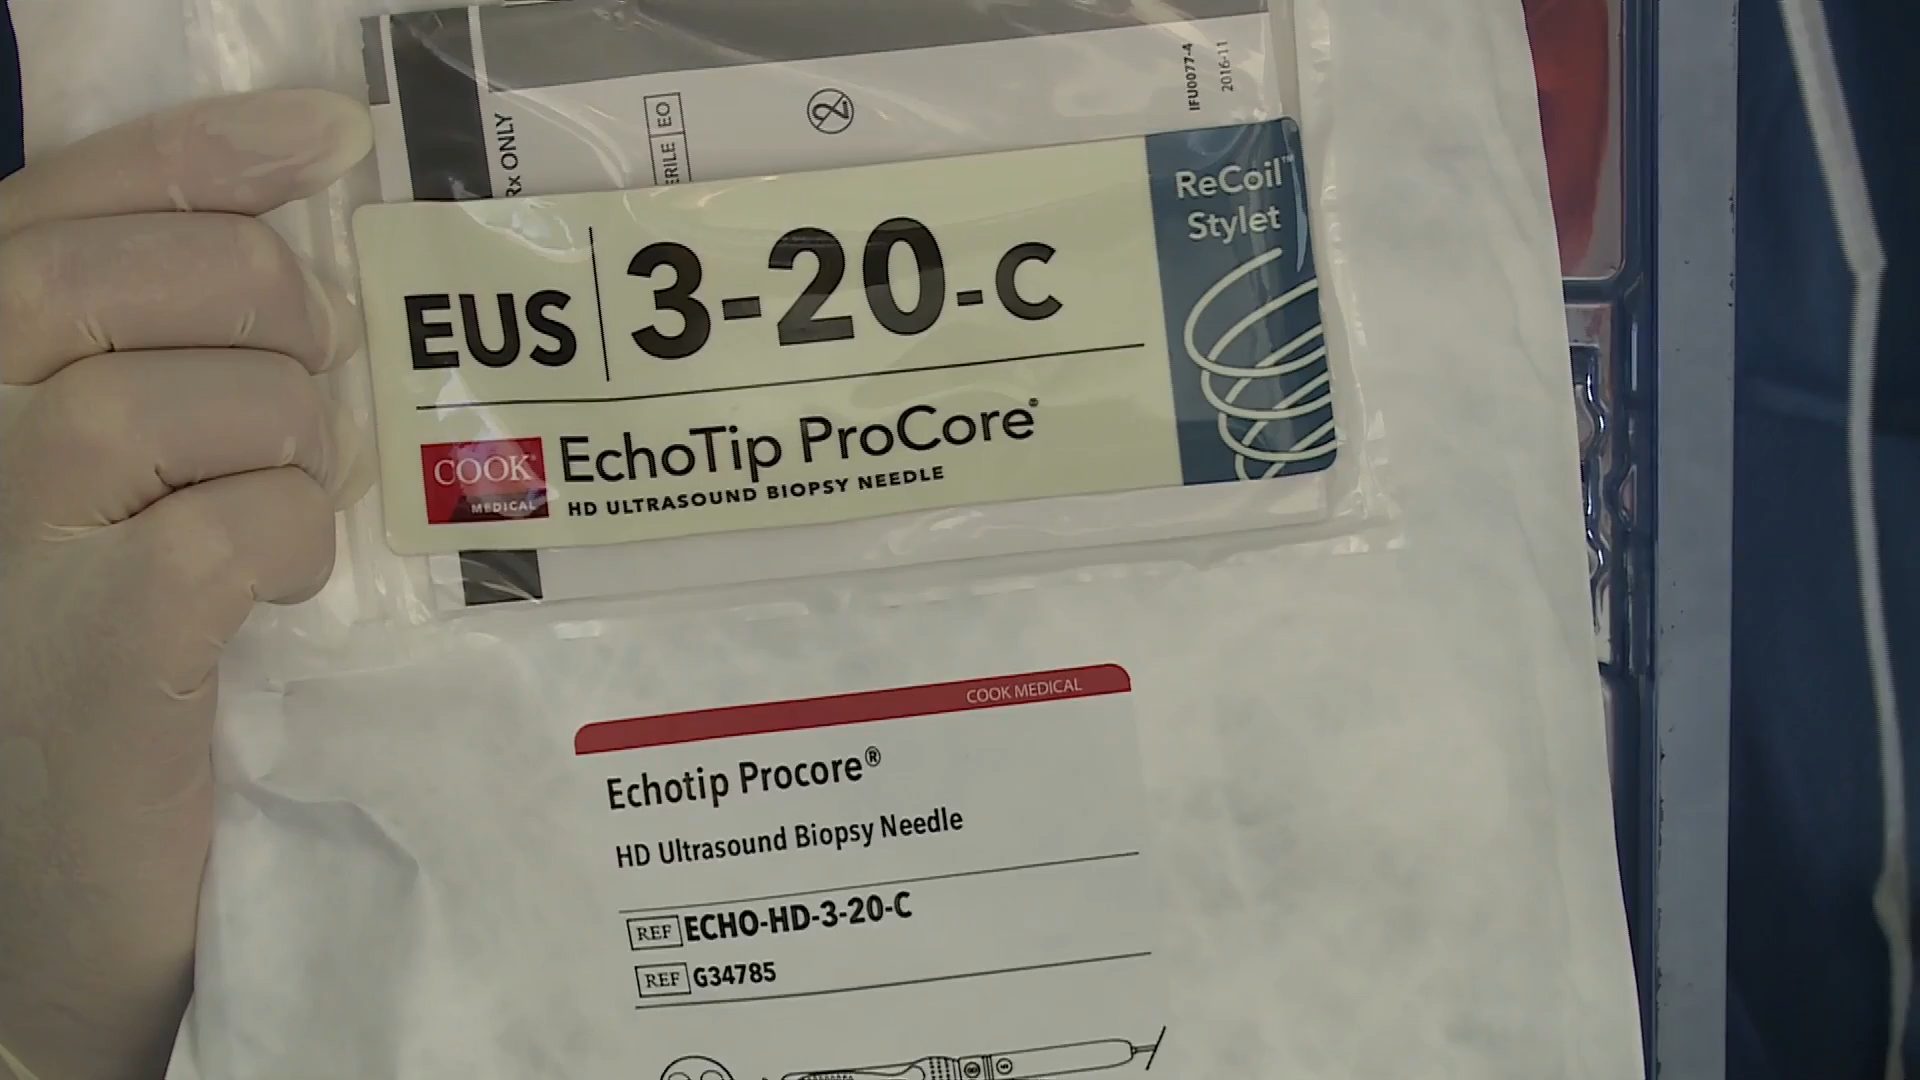 Rx ONLY
ERILE EO
2
IFU0077-4
2016-11
EUS 3-20-C
ReCoil™
Stylet
COOK®
MEDICAL
EchoTip ProCore®
HD ULTRASOUND BIOPSY NEEDLE
COOK MEDICAL
Echotip Procore®
HD Ultrasound Biopsy Needle
REF ECHO-HD-3-20-C
REF G34785